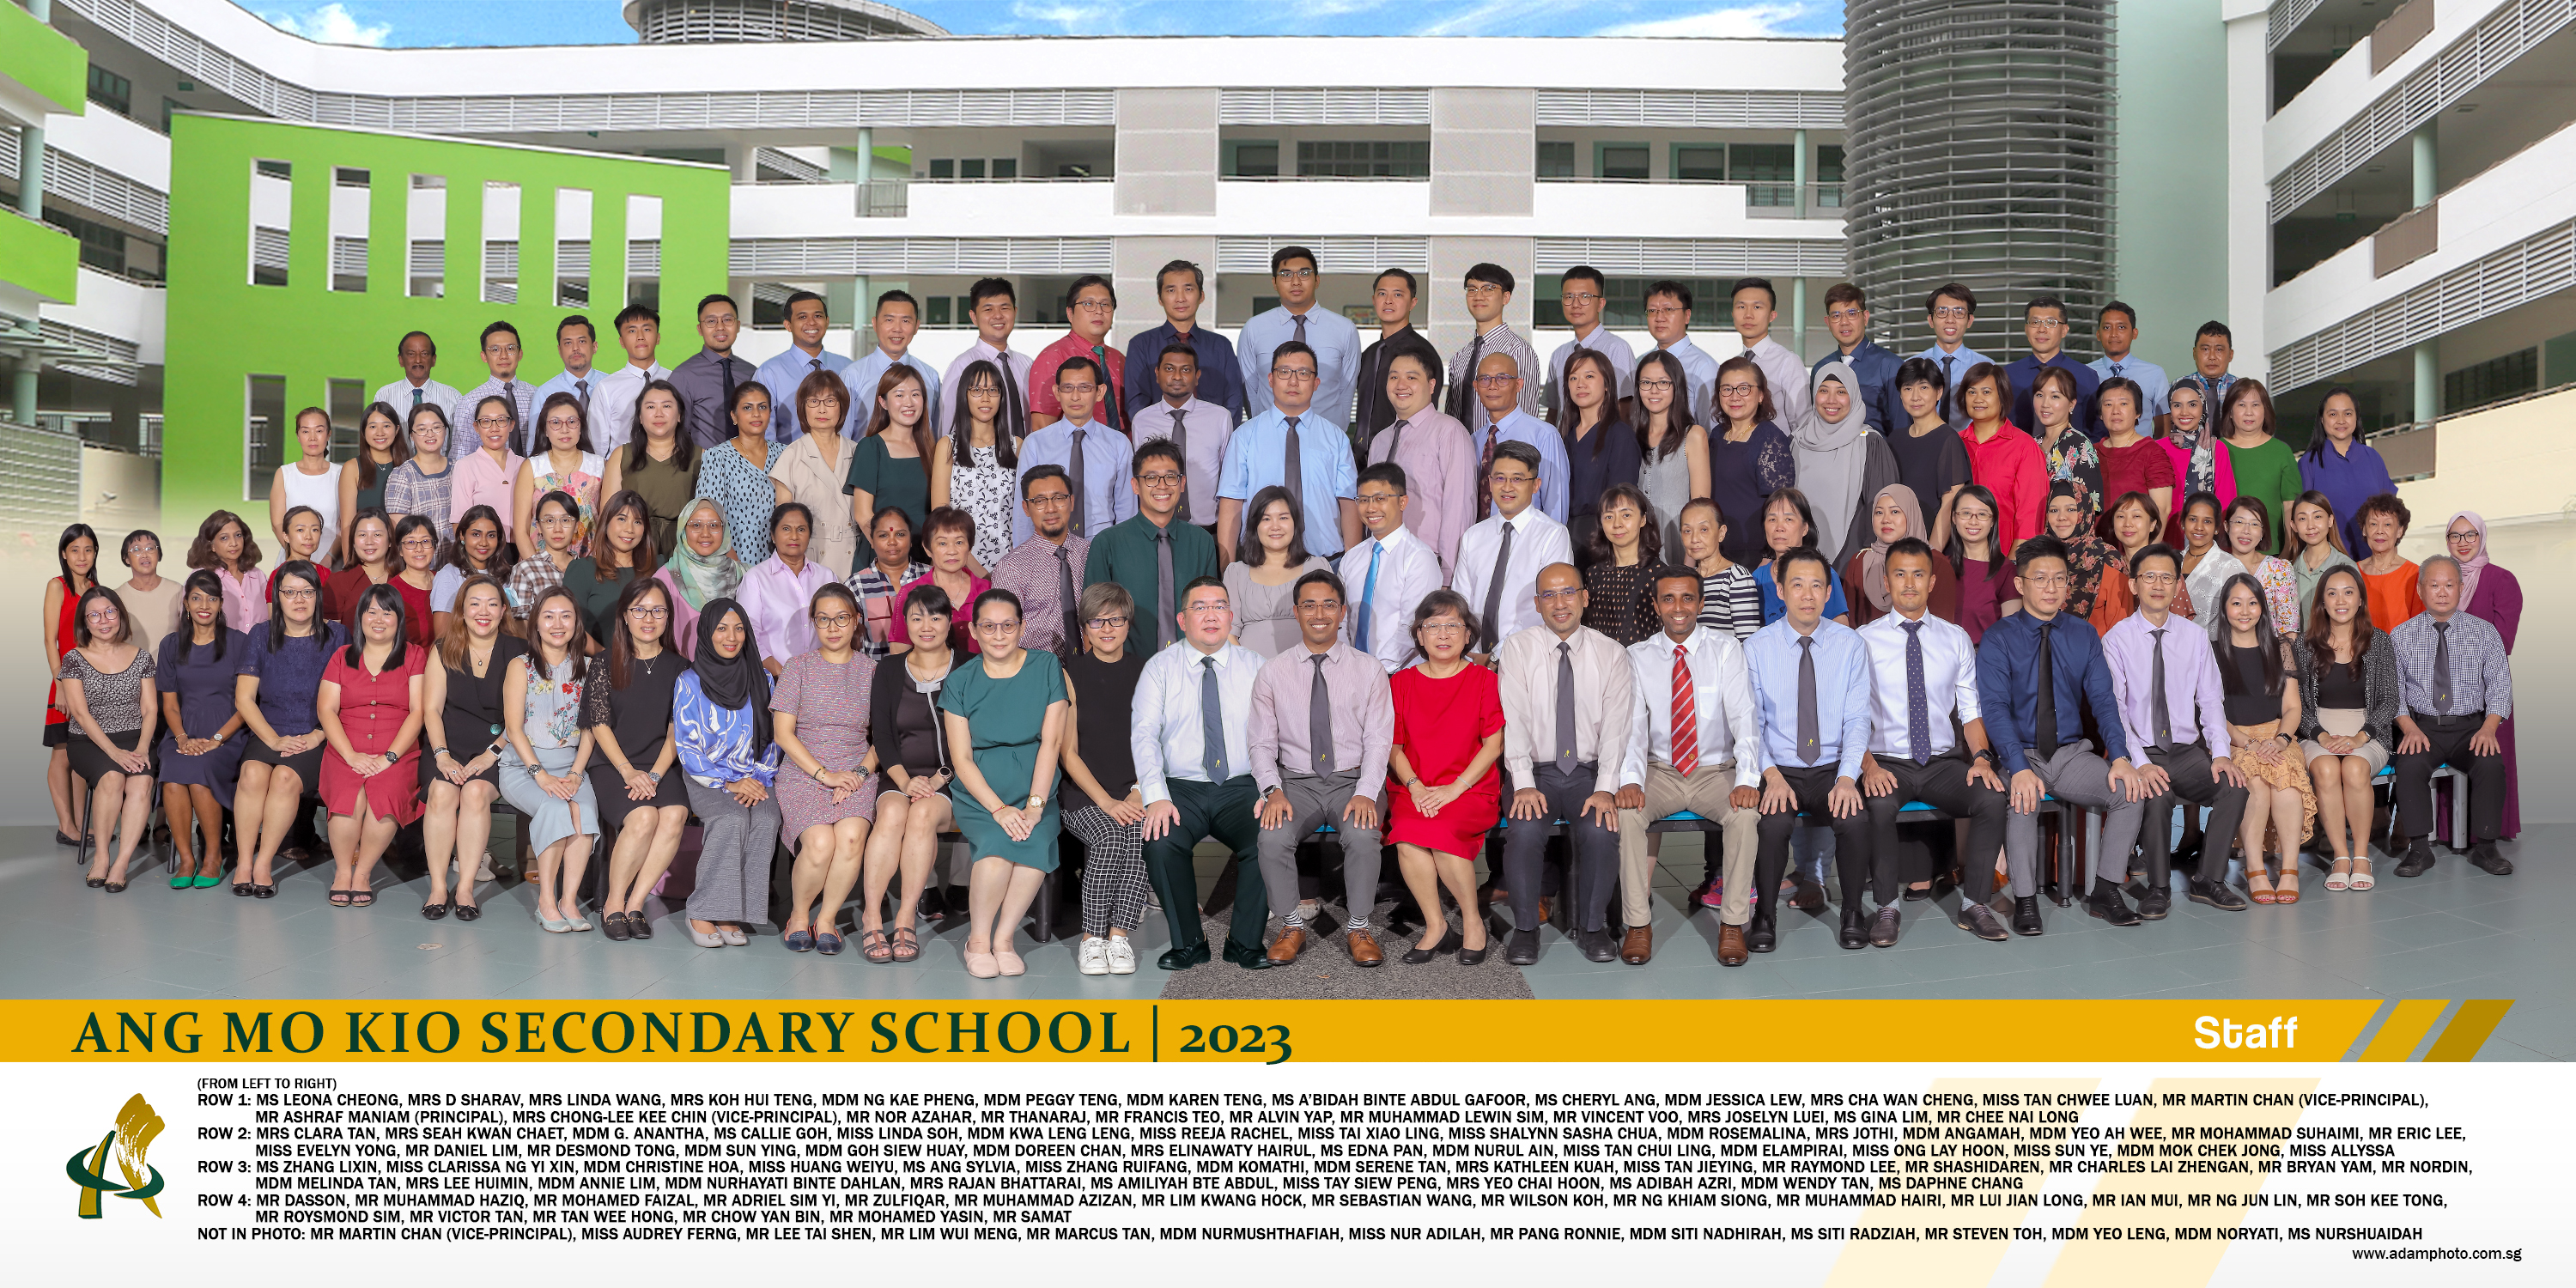 ANG MO KIO SECONDARY SCHOOL | 2023
Staff
(FROM LEFT TO RIGHT)
ROW 1: MS LEONA CHEONG, MRS D SHARAV, MRS LINDA WANG, MRS KOH HUI TENG, MDM NG KAE PHENG, MDM PEGGY TENG, MDM KAREN TENG, MS A'BIDAH BINTE ABDUL GAFOOR, MS CHERYL ANG, MDM JESSICA LEW, MRS CHA WAN CHENG, MISS TAN CHWEE LUAN, MR MARTIN CHAN (VICE-PRINCIPAL),
MR ASHRAF MANIAM (PRINCIPAL), MRS CHONG-LEE KEE CHIN (VICE-PRINCIPAL), MR NOR AZAHAR, MR THANARAJ, MR FRANCIS TEO, MR ALVIN YAP, MR MUHAMMAD LEWIN SIM, MR VINCENT VOO, MRS JOSELYN LUEI, MS GINA LIM, MR CHEE NAI LONG
ROW 2: MRS CLARA TAN, MRS SEAH KWAN CHAET, MDM G. ANANTHA, MS CALLIE GOH, MISS LINDA SOH, MDM KWA LENG LENG, MISS REEJA RACHEL, MISS TAI XIAO LING, MISS SHALYNN SASHA CHUA, MDM ROSEMALINA, MRS JOTHI, MDM ANGAMAH, MDM YEO AH WEE, MR MOHAMMAD SUHAIMI, MR ERIC LEE,
MISS EVELYN YONG, MR DANIEL LIM, MR DESMOND TONG, MDM SUN YING, MDM GOH SIEW HUAY, MDM DOREEN CHAN, MRS ELINAWATY HAIRUL, MS EDNA PAN, MDM NURUL AIN, MISS TAN CHUI LING, MDM ELAMPIRAI, MISS ONG LAY HOON, MISS SUN YE, MDM MOK CHEK JONG, MISS ALLYSSA
ROW 3: MS ZHANG LIXIN, MISS CLARISSA NG YI XIN, MDM CHRISTINE HOA, MISS HUANG WEIYU, MS ANG SYLVIA, MISS ZHANG RUIFANG, MDM KOMATHI, MDM SERENE TAN, MRS KATHLEEN KUAH, MISS TAN JIEYING, MR RAYMOND LEE, MR SHASHIDAREN, MR CHARLES LAI ZHENGAN, MR BRYAN YAM, MR NORDIN,
MDM MELINDA TAN, MRS LEE HUIMIN, MDM ANNIE LIM, MDM NURHAYATI BINTE DAHLAN, MRS RAJAN BHATTARAI, MS AMILIYAH BTE ABDUL, MISS TAY SIEW PENG, MRS YEO CHAI HOON, MS ADIBAH AZRI, MDM WENDY TAN, MS DAPHNE CHANG
ROW 4: MR DASSON, MR MUHAMMAD HAZIQ, MR MOHAMED FAIZAL, MR ADRIEL SIM YI, MR ZULFIQAR, MR MUHAMMAD AZIZAN, MR LIM KWANG HOCK, MR SEBASTIAN WANG, MR WILSON KOH, MR NG KHIAM SIONG, MR MUHAMMAD HAIRI, MR LUI JIAN LONG, MR IAN MUI, MR NG JUN LIN, MR SOH KEE TONG,
MR ROYSMOND SIM, MR VICTOR TAN, MR TAN WEE HONG, MR CHOW YAN BIN, MR MOHAMED YASIN, MR SAMAT
NOT IN PHOTO: MR MARTIN CHAN (VICE-PRINCIPAL), MISS AUDREY FERNG, MR LEE TAI SHEN, MR LIM WUI MENG, MR MARCUS TAN, MDM NURMUSHTHAFIAH, MISS NUR ADILAH, MR PANG RONNIE, MDM SITI NADHIRAH, MS SITI RADZIAH, MR STEVEN TOH, MDM YEO LENG, MDM NORYATI, MS NURSHUAIDAH
www.adamphoto.com.sg